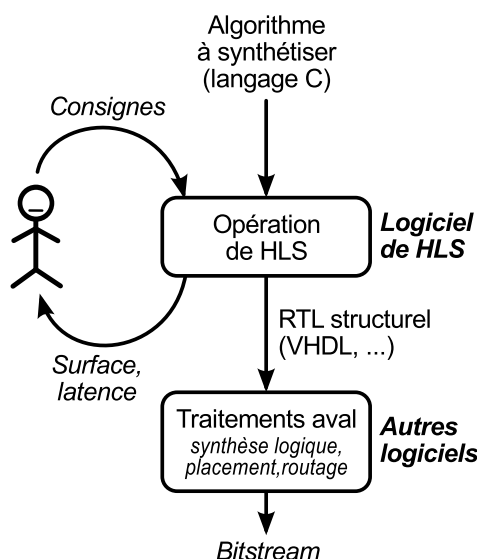 Algorithme
à synthétiser
(langage C)
Consignes
Opération
de HLS
Logiciel
de HLS
RTL structurel
(VHDL, ...)
Surface,
latence
Traitements aval
synthèse logique,
placement,routage
Autres
logiciels
Bitstream